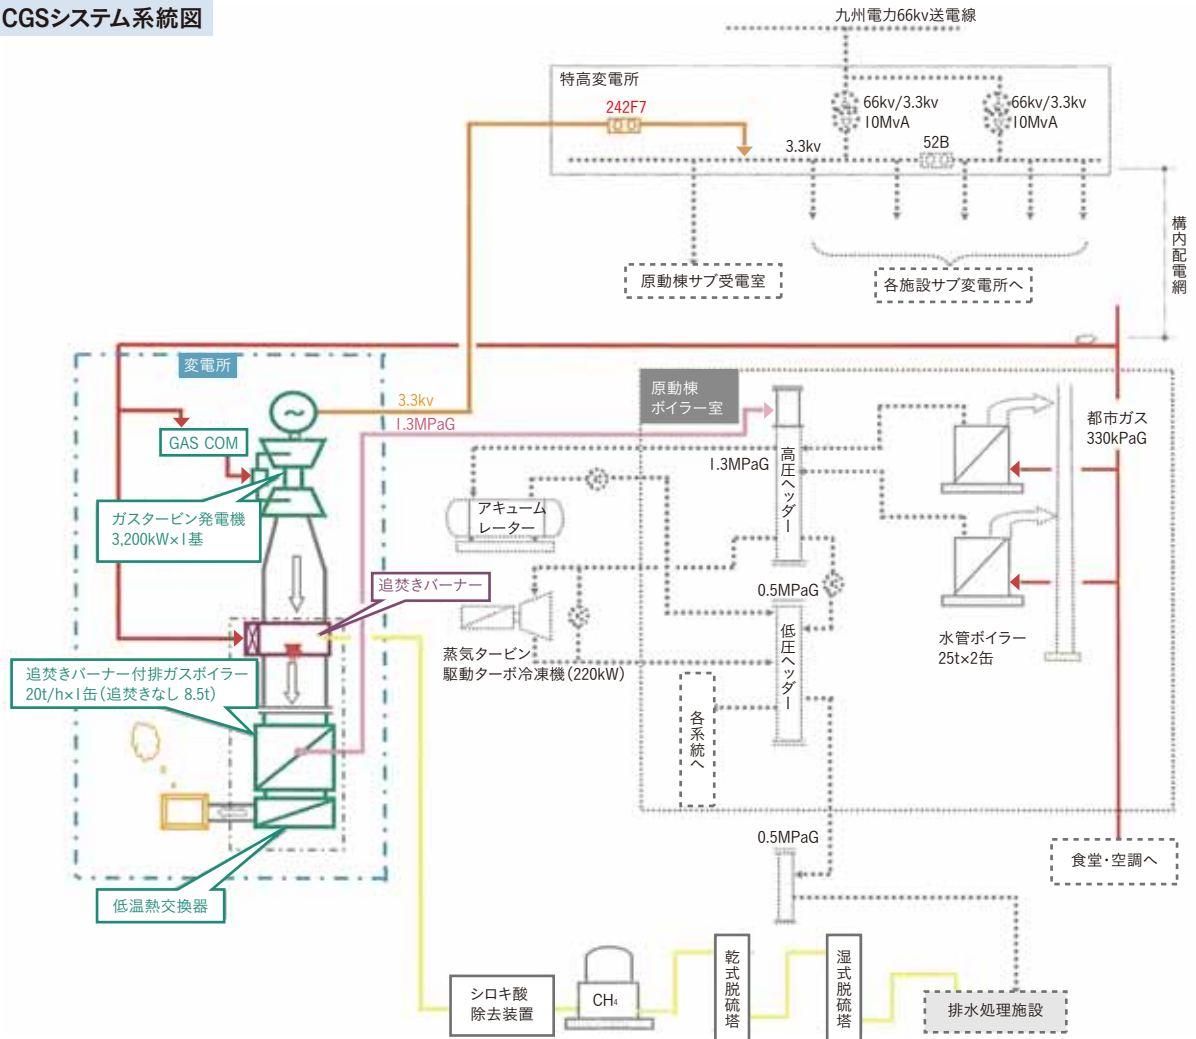 CGSシステム系統図
九州電力66kv送電線
特高変電所
242F7
66kv/3.3kv
10MvA
66kv/3.3kv
10MvA
3.3kv
52B
構内配電網
原動棟サブ受電室
各施設サブ変電所へ
変電所
3.3kv
1.3MPaG
GAS COM
ガスタービン発電機
3,200kW×1基
追焚きバーナー
追焚きバーナー付排ガスボイラー
20t/h×1缶(追焚きなし 8.5t)
低温熱交換器
原動棟
ボイラー室
1.3MPaG
高圧ヘッダー
アキューム
レーター
0.5MPaG
低圧ヘッダー
蒸気タービン
駆動ターボ冷凍機(220kW)
各系統へ
都市ガス
330kPaG
水管ボイラー
25t×2缶
0.5MPaG
食堂・空調へ
シロキ酸
除去装置
CH₄
乾式脱硫塔
湿式脱硫塔
排水処理施設